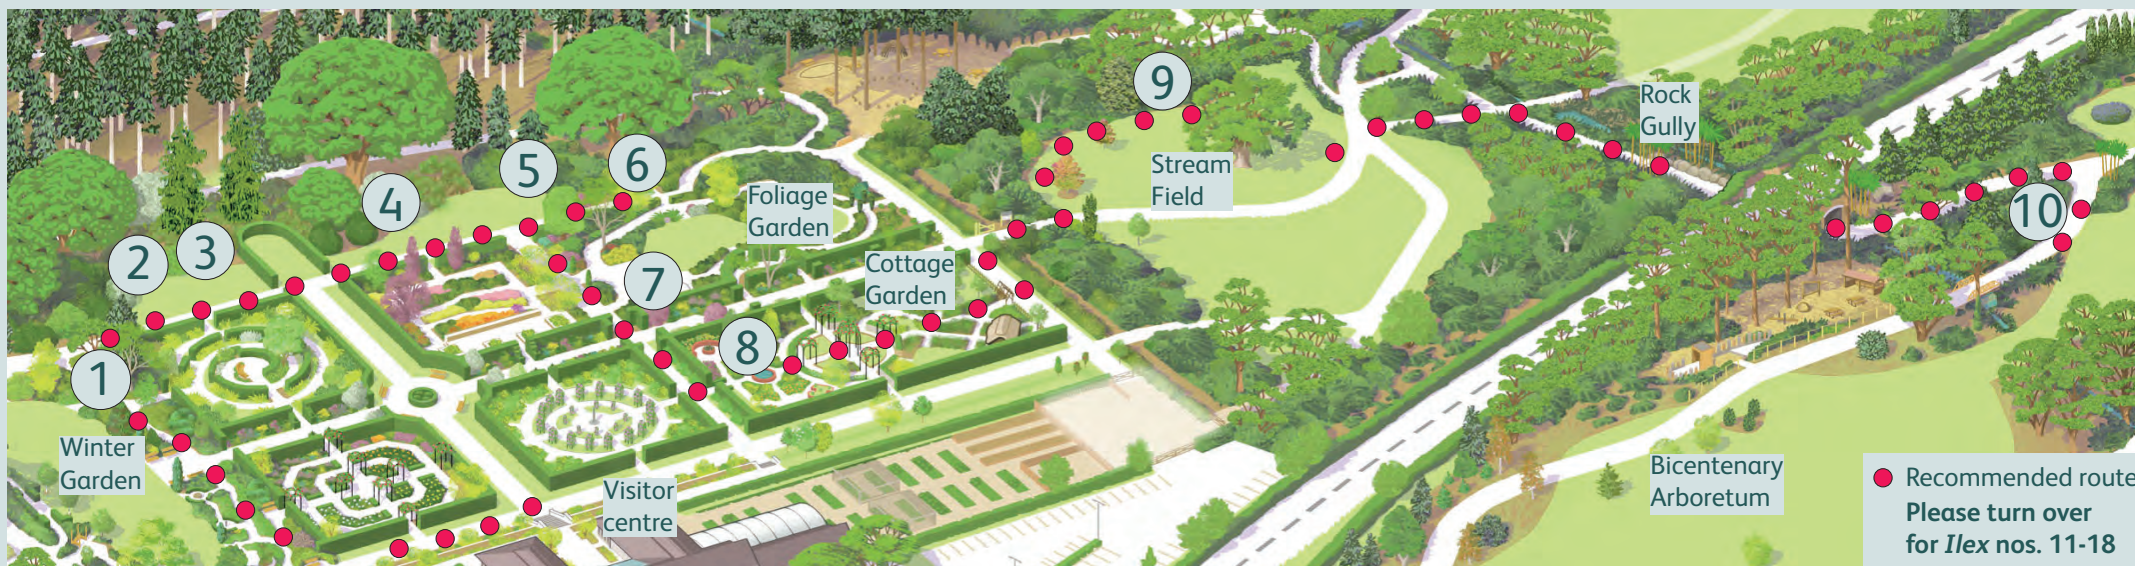 1
2
3
4
5
6
7
8
9
10
Winter
Garden
Visitor
centre
Foliage
Garden
Cottage
Garden
Stream
Field
Rock
Gully
Bicentenary
Arboretum
Recommended route
Please turn over
for Ilex nos. 11-18